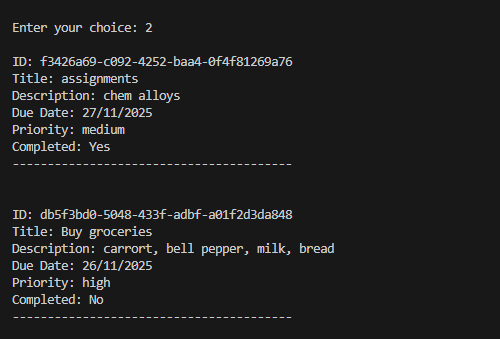 Enter your choice: 2
ID: f3426a69-c092-4252-baa4-0f4f81269a76
Title: assignments
Description: chem alloys
Due Date: 27/11/2025
Priority: medium
Completed: Yes
----------------------------------------
ID: db5f3bd0-5048-433f-adbf-a01f2d3da848
Title: Buy groceries
Description: carrort, bell pepper, milk, bread
Due Date: 26/11/2025
Priority: high
Completed: No
----------------------------------------